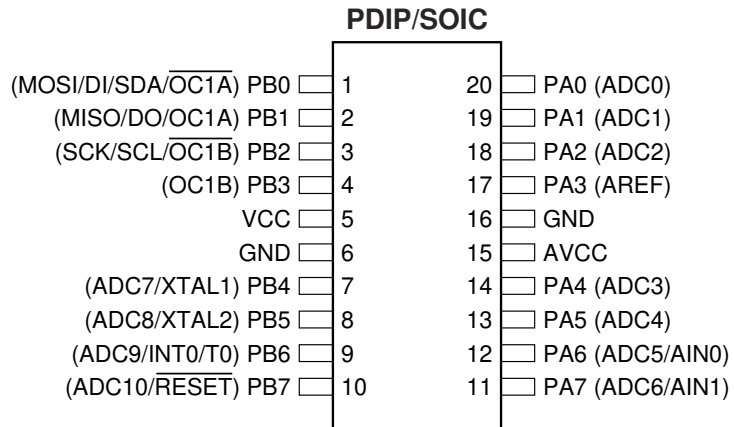 PDIP/SOIC
(MOSI/DI/SDA/O̅C̅1̅A̅) PB0 1 20 PA0 (ADC0)
(MISO/DO/OC1A) PB1 2 19 PA1 (ADC1)
(SCK/SCL/O̅C̅1̅B̅) PB2 3 18 PA2 (ADC2)
(OC1B) PB3 4 17 PA3 (AREF)
VCC 5 16 GND
GND 6 15 AVCC
(ADC7/XTAL1) PB4 7 14 PA4 (ADC3)
(ADC8/XTAL2) PB5 8 13 PA5 (ADC4)
(ADC9/INT0/T0) PB6 9 12 PA6 (ADC5/AIN0)
(ADC10/R̅E̅S̅E̅T̅) PB7 10 11 PA7 (ADC6/AIN1)